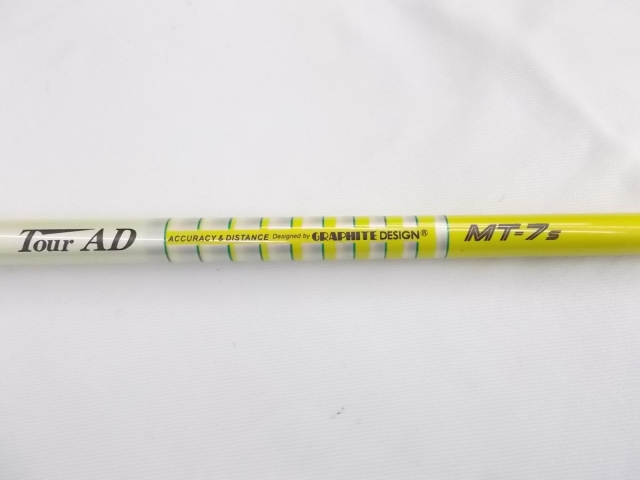 Tour AD ACCURACY & DISTANCE Designed by GRAPHITE DESIGN® MT-7s